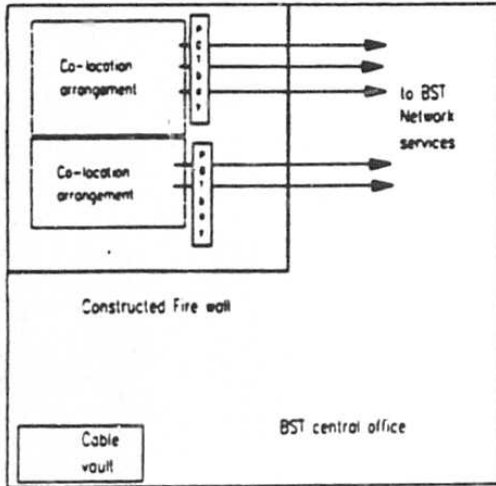 Co-location
arrangement
to BST
Network
services
Co-location
arrangement
Constructed Fire wall
BST central office
Cable
vault